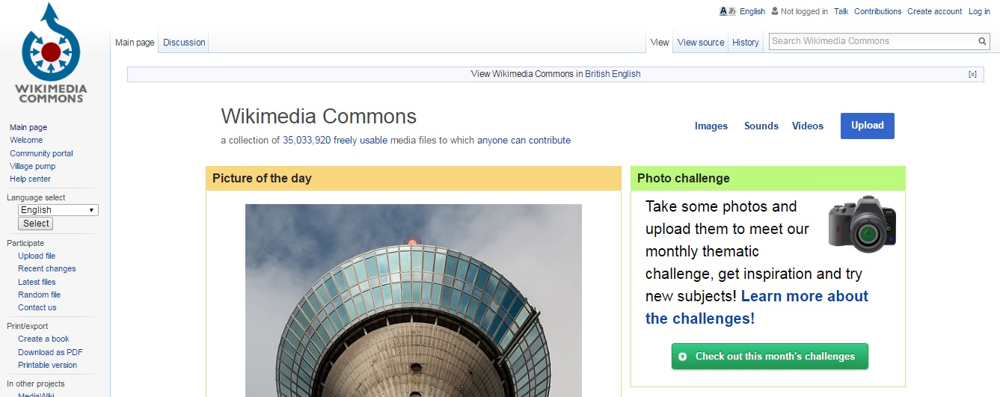 A あ English Not logged in Talk Contributions Create account Log in
WIKIMEDIA
COMMONS
Main page Discussion
View View source History Search Wikimedia Commons
View Wikimedia Commons in British English [x]
Main page
Welcome
Community portal
Village pump
Help center
Language select
English
Select
Participate
Upload file
Recent changes
Latest files
Random file
Contact us
Print/export
Create a book
Download as PDF
Printable version
In other projects
MediaWiki
Wikimedia Commons
a collection of 35,033,920 freely usable media files to which anyone can contribute
Images Sounds Videos Upload
Picture of the day
Photo challenge
Take some photos and
upload them to meet our
monthly thematic
challenge, get inspiration and try
new subjects! Learn more about
the challenges!
Check out this month's challenges